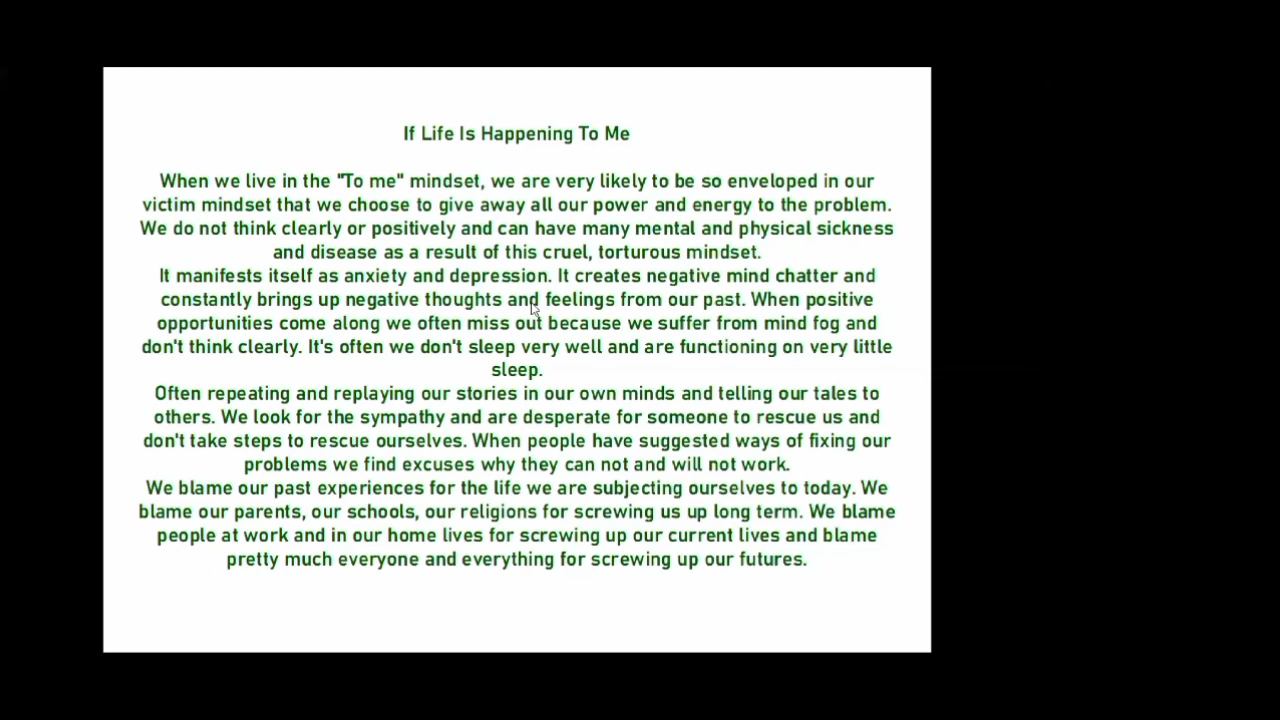 If Life Is Happening To Me
When we live in the "To me" mindset, we are very likely to be so enveloped in our
victim mindset that we choose to give away all our power and energy to the problem.
We do not think clearly or positively and can have many mental and physical sickness
and disease as a result of this cruel, torturous mindset.
It manifests itself as anxiety and depression. It creates negative mind chatter and
constantly brings up negative thoughts and feelings from our past. When positive
opportunities come along we often miss out because we suffer from mind fog and
don't think clearly. It's often we don't sleep very well and are functioning on very little
sleep.
Often repeating and replaying our stories in our own minds and telling our tales to
others. We look for the sympathy and are desperate for someone to rescue us and
don't take steps to rescue ourselves. When people have suggested ways of fixing our
problems we find excuses why they can not and will not work.
We blame our past experiences for the life we are subjecting ourselves to today. We
blame our parents, our schools, our religions for screwing us up long term. We blame
people at work and in our home lives for screwing up our current lives and blame
pretty much everyone and everything for screwing up our futures.